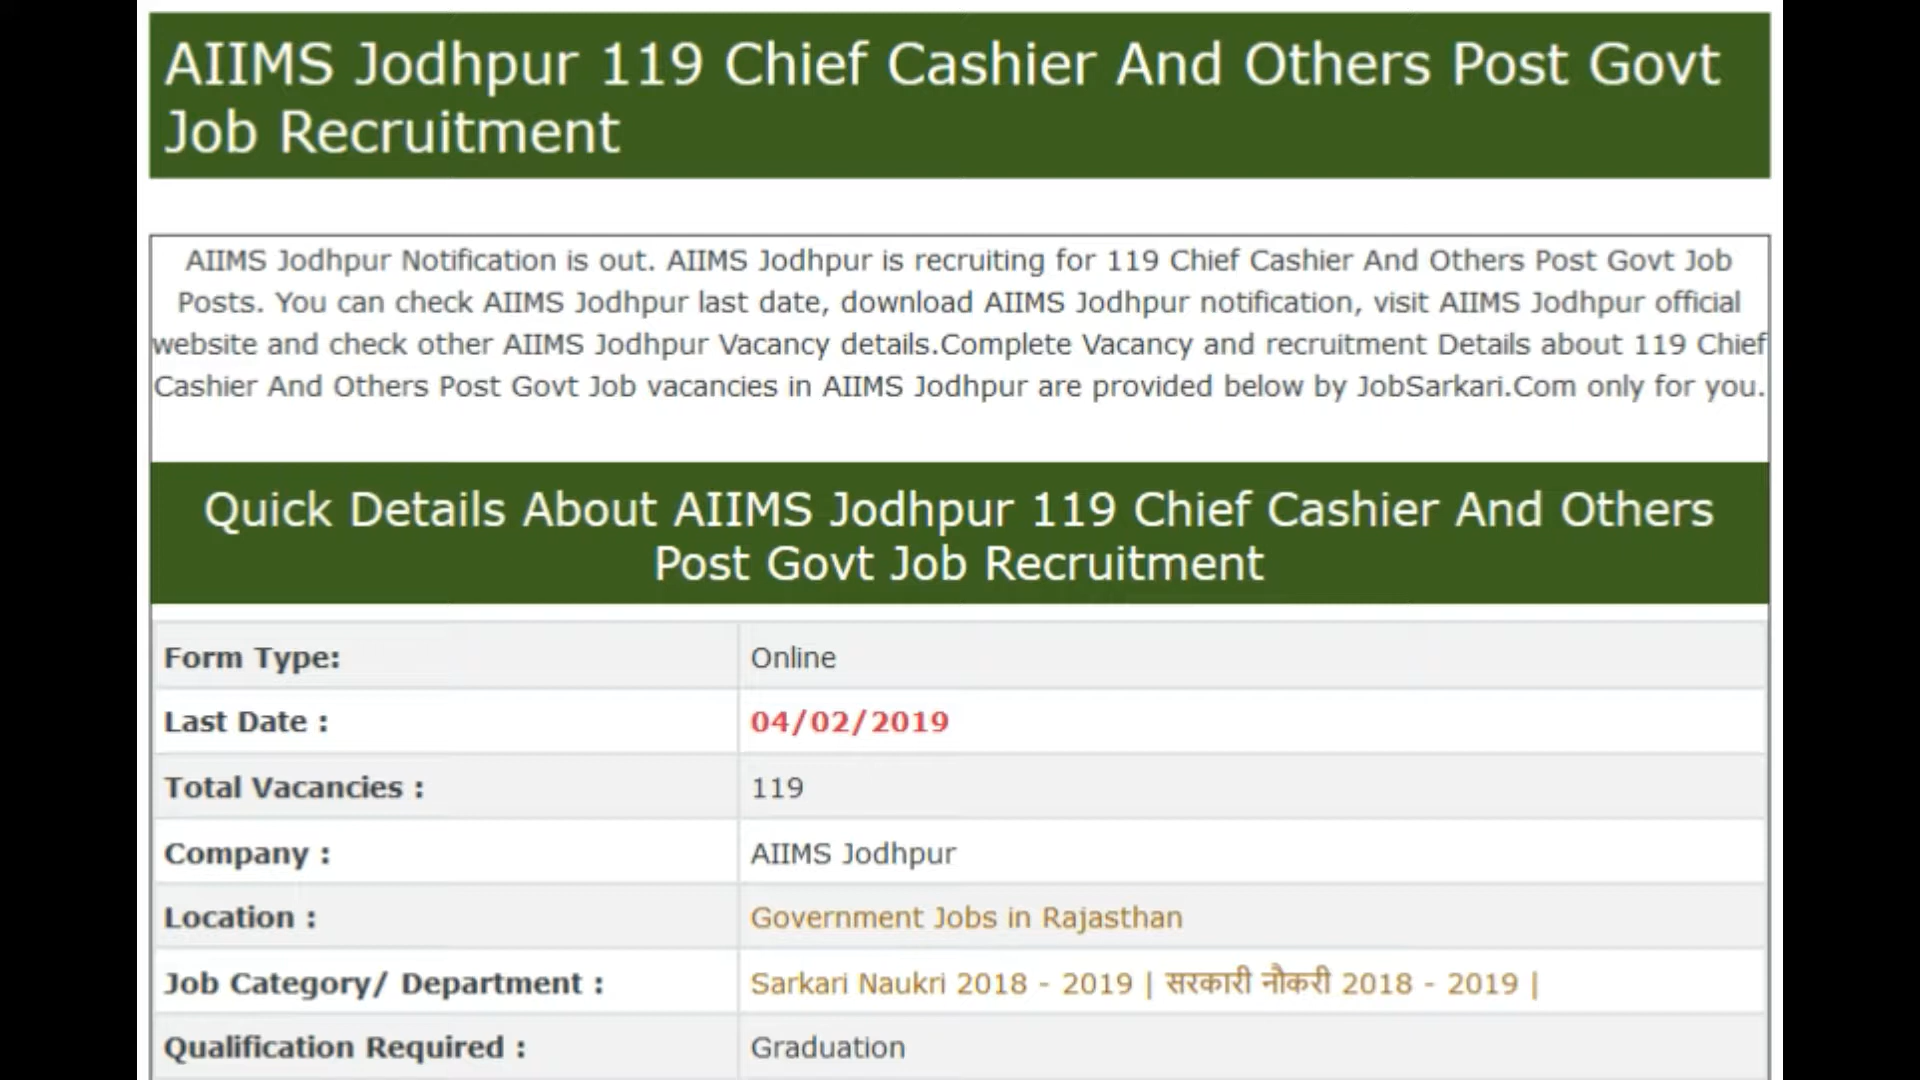 AIIMS Jodhpur 119 Chief Cashier And Others Post Govt
Job Recruitment
AIIMS Jodhpur Notification is out. AIIMS Jodhpur is recruiting for 119 Chief Cashier And Others Post Govt Job
Posts. You can check AIIMS Jodhpur last date, download AIIMS Jodhpur notification, visit AIIMS Jodhpur official
website and check other AIIMS Jodhpur Vacancy details.Complete Vacancy and recruitment Details about 119 Chief
Cashier And Others Post Govt Job vacancies in AIIMS Jodhpur are provided below by JobSarkari.Com only for you.
Quick Details About AIIMS Jodhpur 119 Chief Cashier And Others
Post Govt Job Recruitment
Form Type: Online
Last Date : 04/02/2019
Total Vacancies : 119
Company : AIIMS Jodhpur
Location : Government Jobs in Rajasthan
Job Category/ Department : Sarkari Naukri 2018 - 2019 | सरकारी नौकरी 2018 - 2019 |
Qualification Required : Graduation